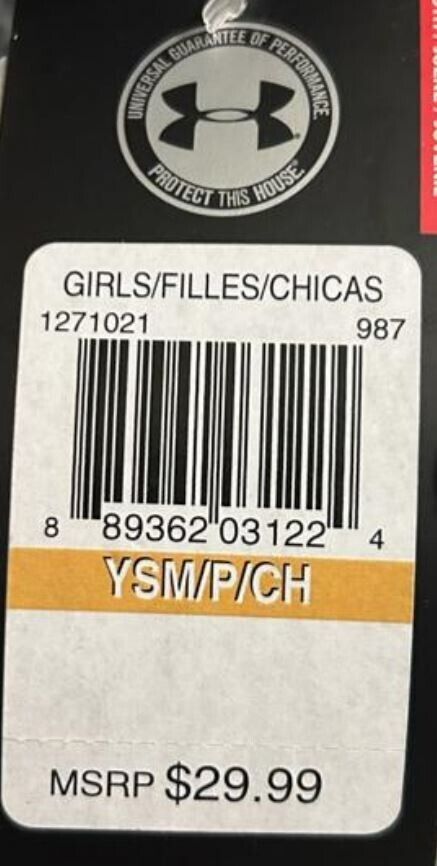 UNIVERSAL GUARANTEE OF PERFORMANCE.
PROTECT THIS HOUSE.®
GIRLS/FILLES/CHICAS
1271021 987
8 89362 03122 4
YSM/P/CH
MSRP $29.99